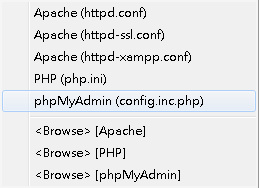 Apache (httpd.conf)
Apache (httpd-ssl.conf)
Apache (httpd-xampp.conf)
PHP (php.ini)
phpMyAdmin (config.inc.php)
<Browse> [Apache]
<Browse> [PHP]
<Browse> [phpMyAdmin]